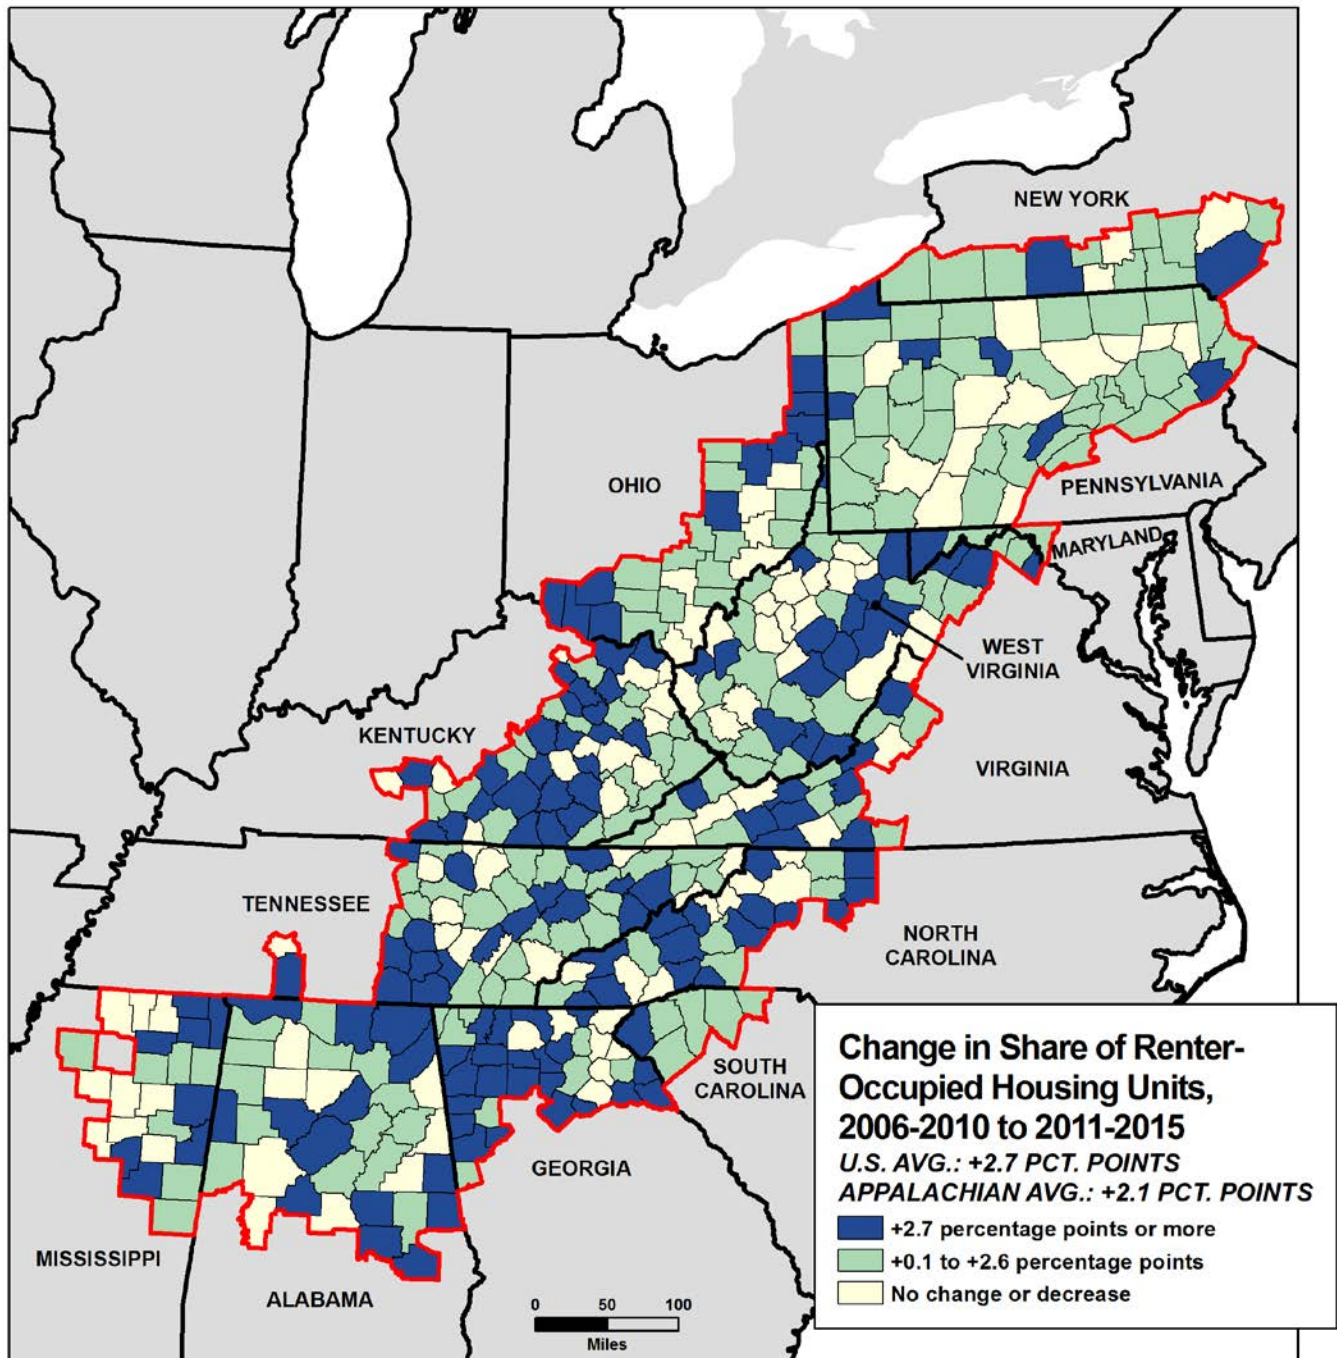 NEW YORK
OHIO
PENNSYLVANIA
MARYLAND
WEST
VIRGINIA
KENTUCKY
VIRGINIA
TENNESSEE
NORTH
CAROLINA
SOUTH
CAROLINA
GEORGIA
MISSISSIPPI
ALABAMA
0 50 100
Miles
Change in Share of Renter-
Occupied Housing Units,
2006-2010 to 2011-2015
U.S. AVG.: +2.7 PCT. POINTS
APPALACHIAN AVG.: +2.1 PCT. POINTS
+2.7 percentage points or more
+0.1 to +2.6 percentage points
No change or decrease